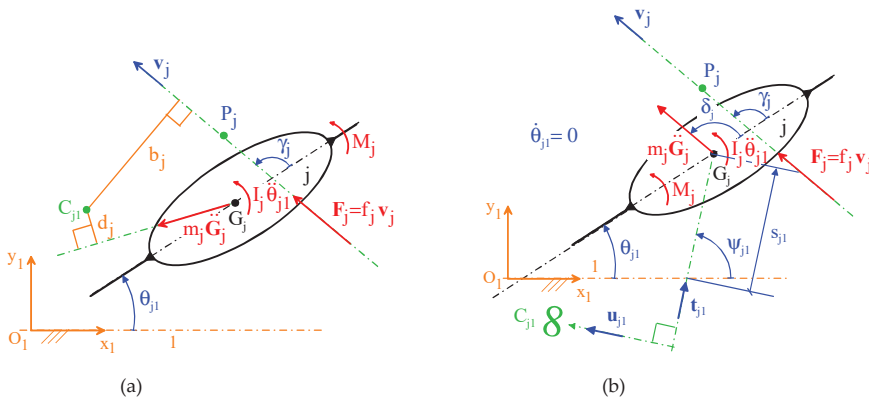 v_j
P_j
M_j
γ_j
j
b_j
I_j θ̈_j1
C_j1
d_j
m_j G̈_j
G_j
F_j=f_j v_j
y_1
θ_j1
O_1
x_1
1
(a)
v_j
P_j
δ_j
γ_j
j
θ̇_j1= 0
m_j G̈_j
I_j θ̈_j1
G_j
M_j
F_j=f_j v_j
y_1
θ_j1
ψ_j1
s_j1
O_1
x_1
1
t_j1
C_j1 8
u_j1
(b)